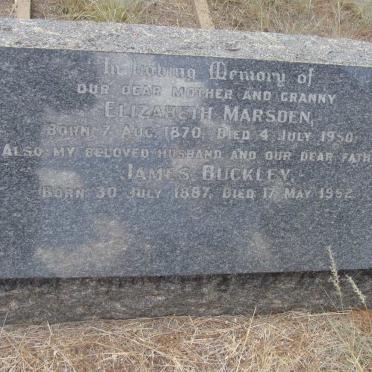 In Loving Memory of
OUR DEAR MOTHER AND GRANNY
ELIZABETH MARSDEN,
BORN 7 AUG. 1870, DIED 4 JULY 1950.
ALSO MY BELOVED HUSBAND AND OUR DEAR FATH
JAMES BUCKLEY,
BORN 30 JULY 1887, DIED 17 MAY 1952.